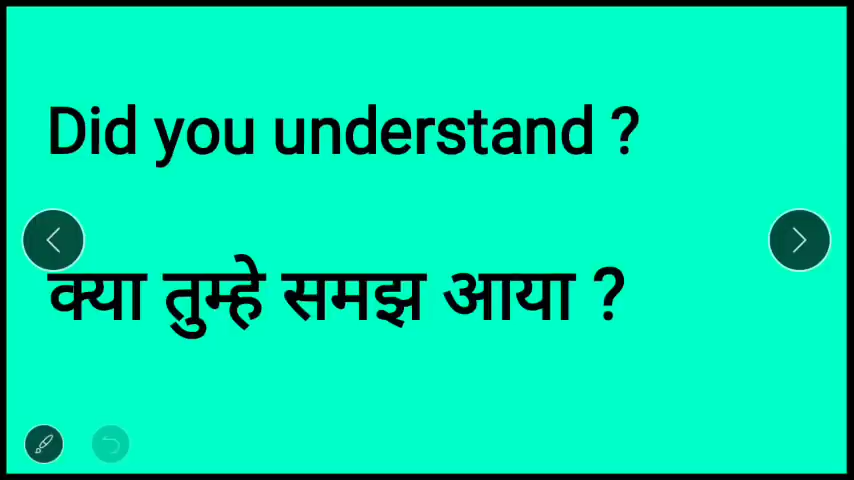 Did you understand ?
क्या तुम्हे समझ आया ?